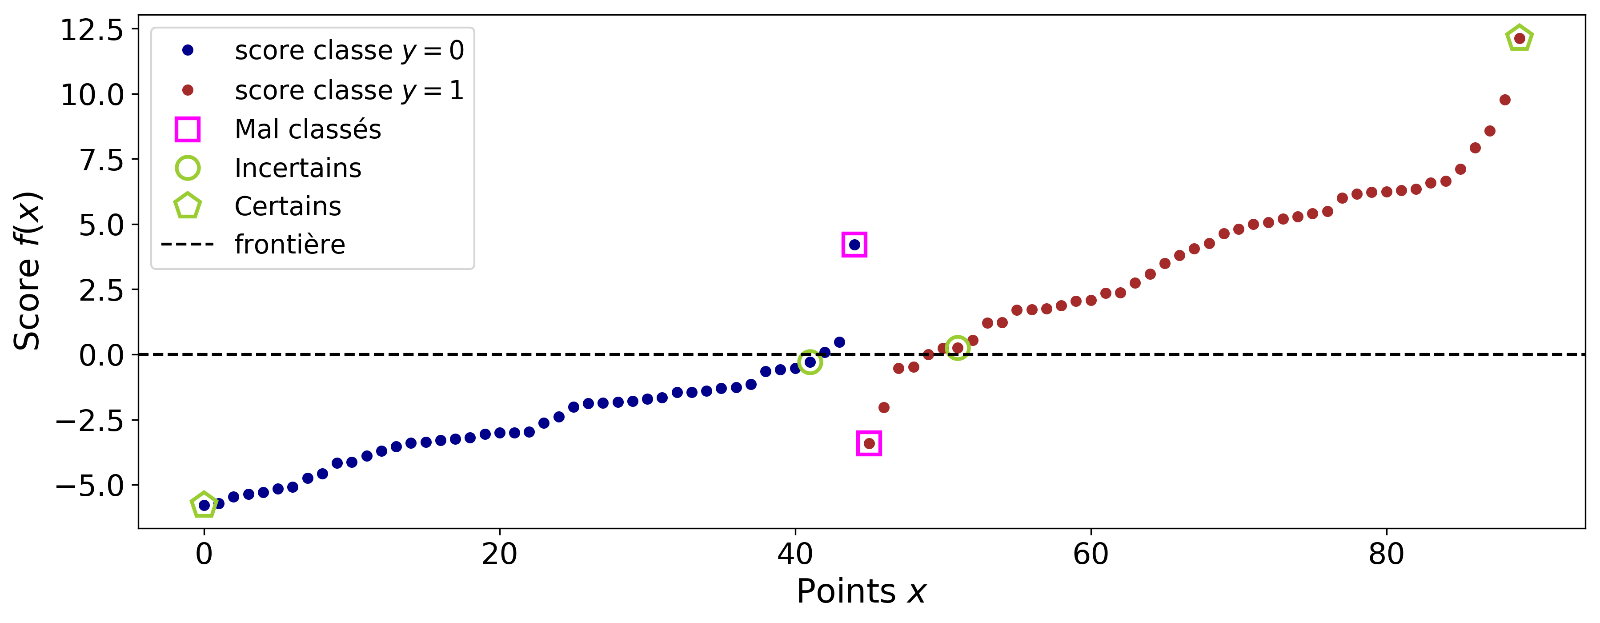 12.5
10.0
7.5
5.0
2.5
0.0
−2.5
−5.0
Score f(x)
score classe y = 0
score classe y = 1
Mal classés
Incertains
Certains
frontière
0 20 40 60 80
Points x